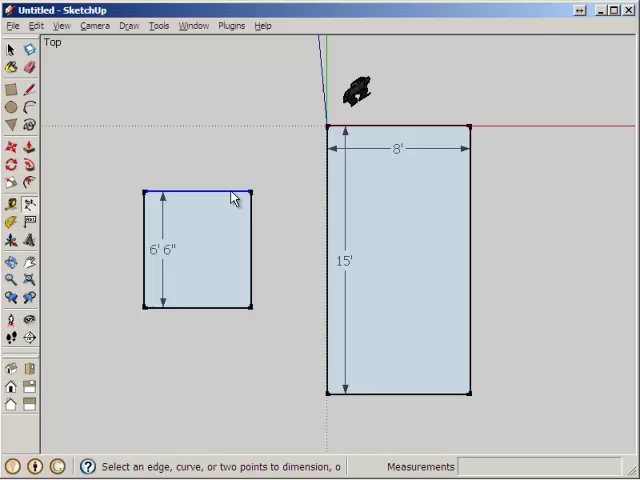 Untitled - SketchUp
File Edit View Camera Draw Tools Window Plugins Help
Top
8'
6' 6"
15'
Select an edge, curve, or two points to dimension, o
Measurements